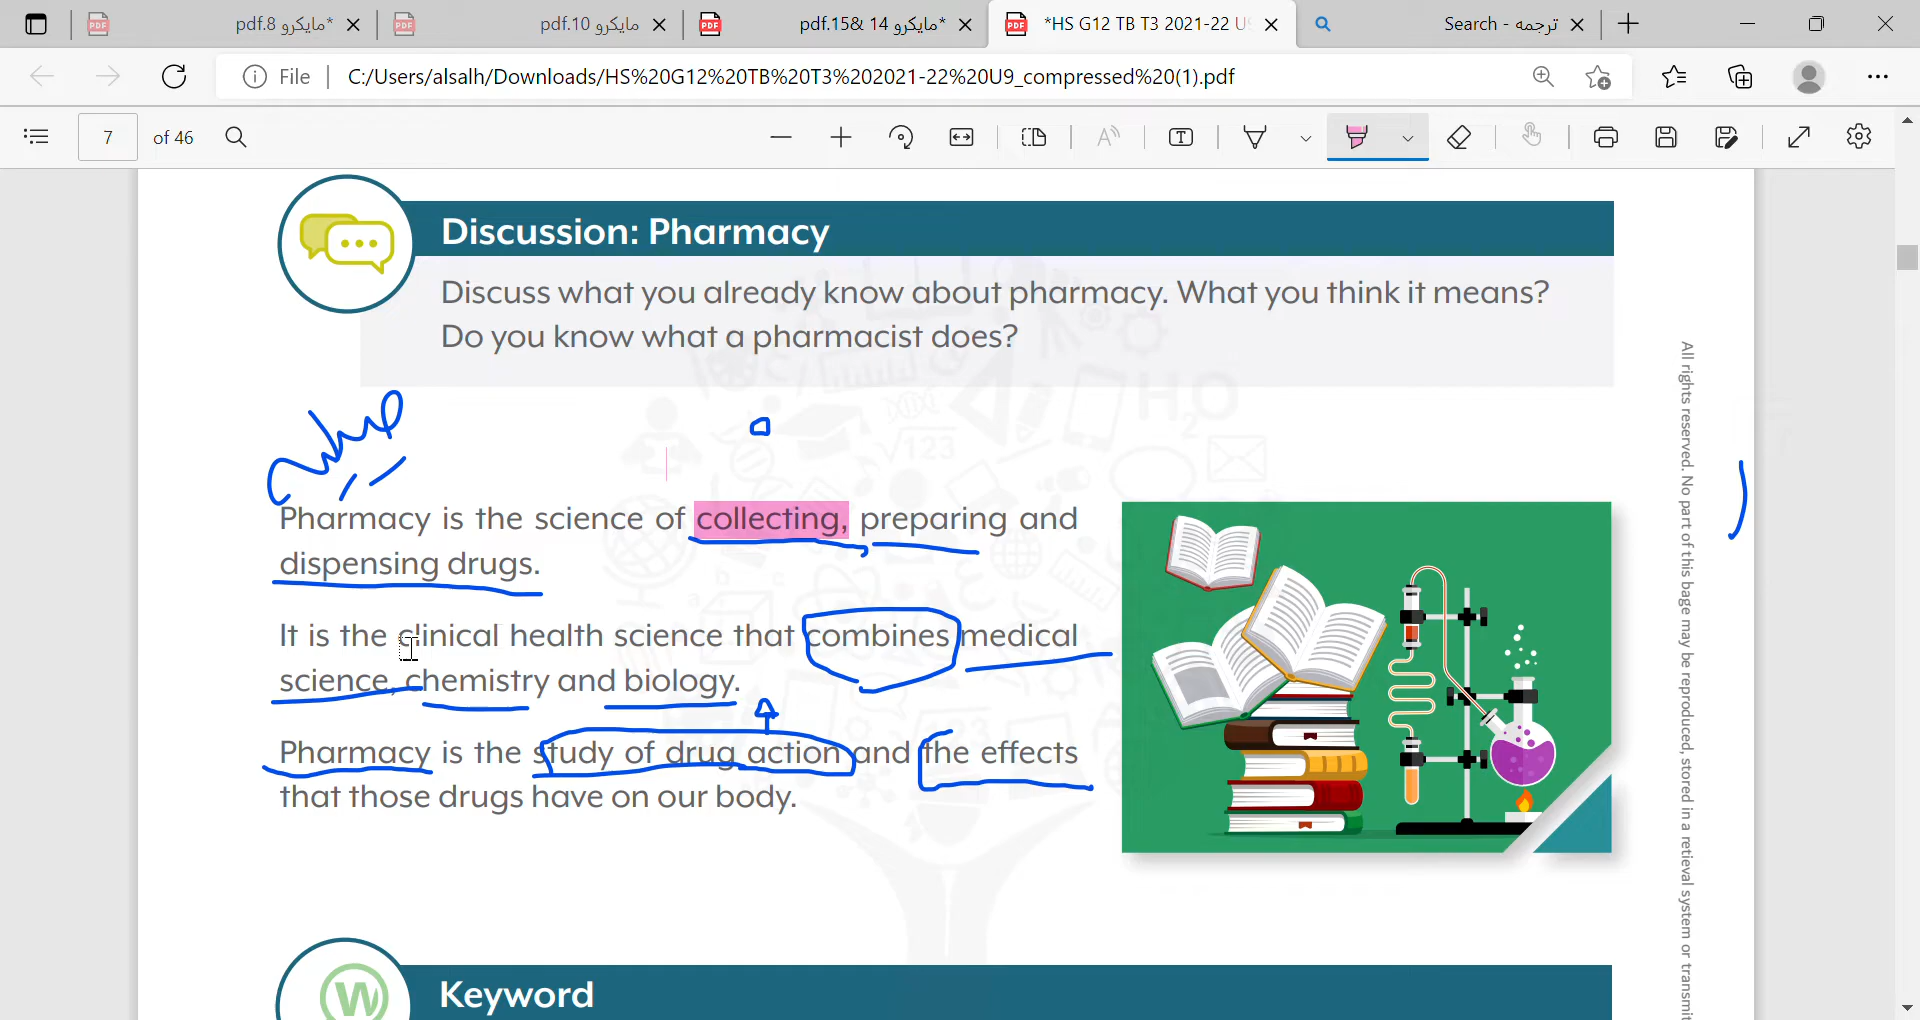 *مايكرو 8.pdf
مايكرو 10.pdf
*مايكرو 14 &15.pdf
*HS G12 TB T3 2021-22 U
ترجمه - Search
File
C:/Users/alsalh/Downloads/HS%20G12%20TB%20T3%202021-22%20U9_compressed%20(1).pdf
7 of 46
Discussion: Pharmacy
Discuss what you already know about pharmacy. What you think it means?
Do you know what a pharmacist does?
Pharmacy is the science of collecting, preparing and
dispensing drugs.
It is the clinical health science that combines medical
science, chemistry and biology.
Pharmacy is the study of drug action and the effects
that those drugs have on our body.
H2O
√123
W
Keyword
All rights reserved. No part of this bage may be reproduced, stored in a retieval system or transmit